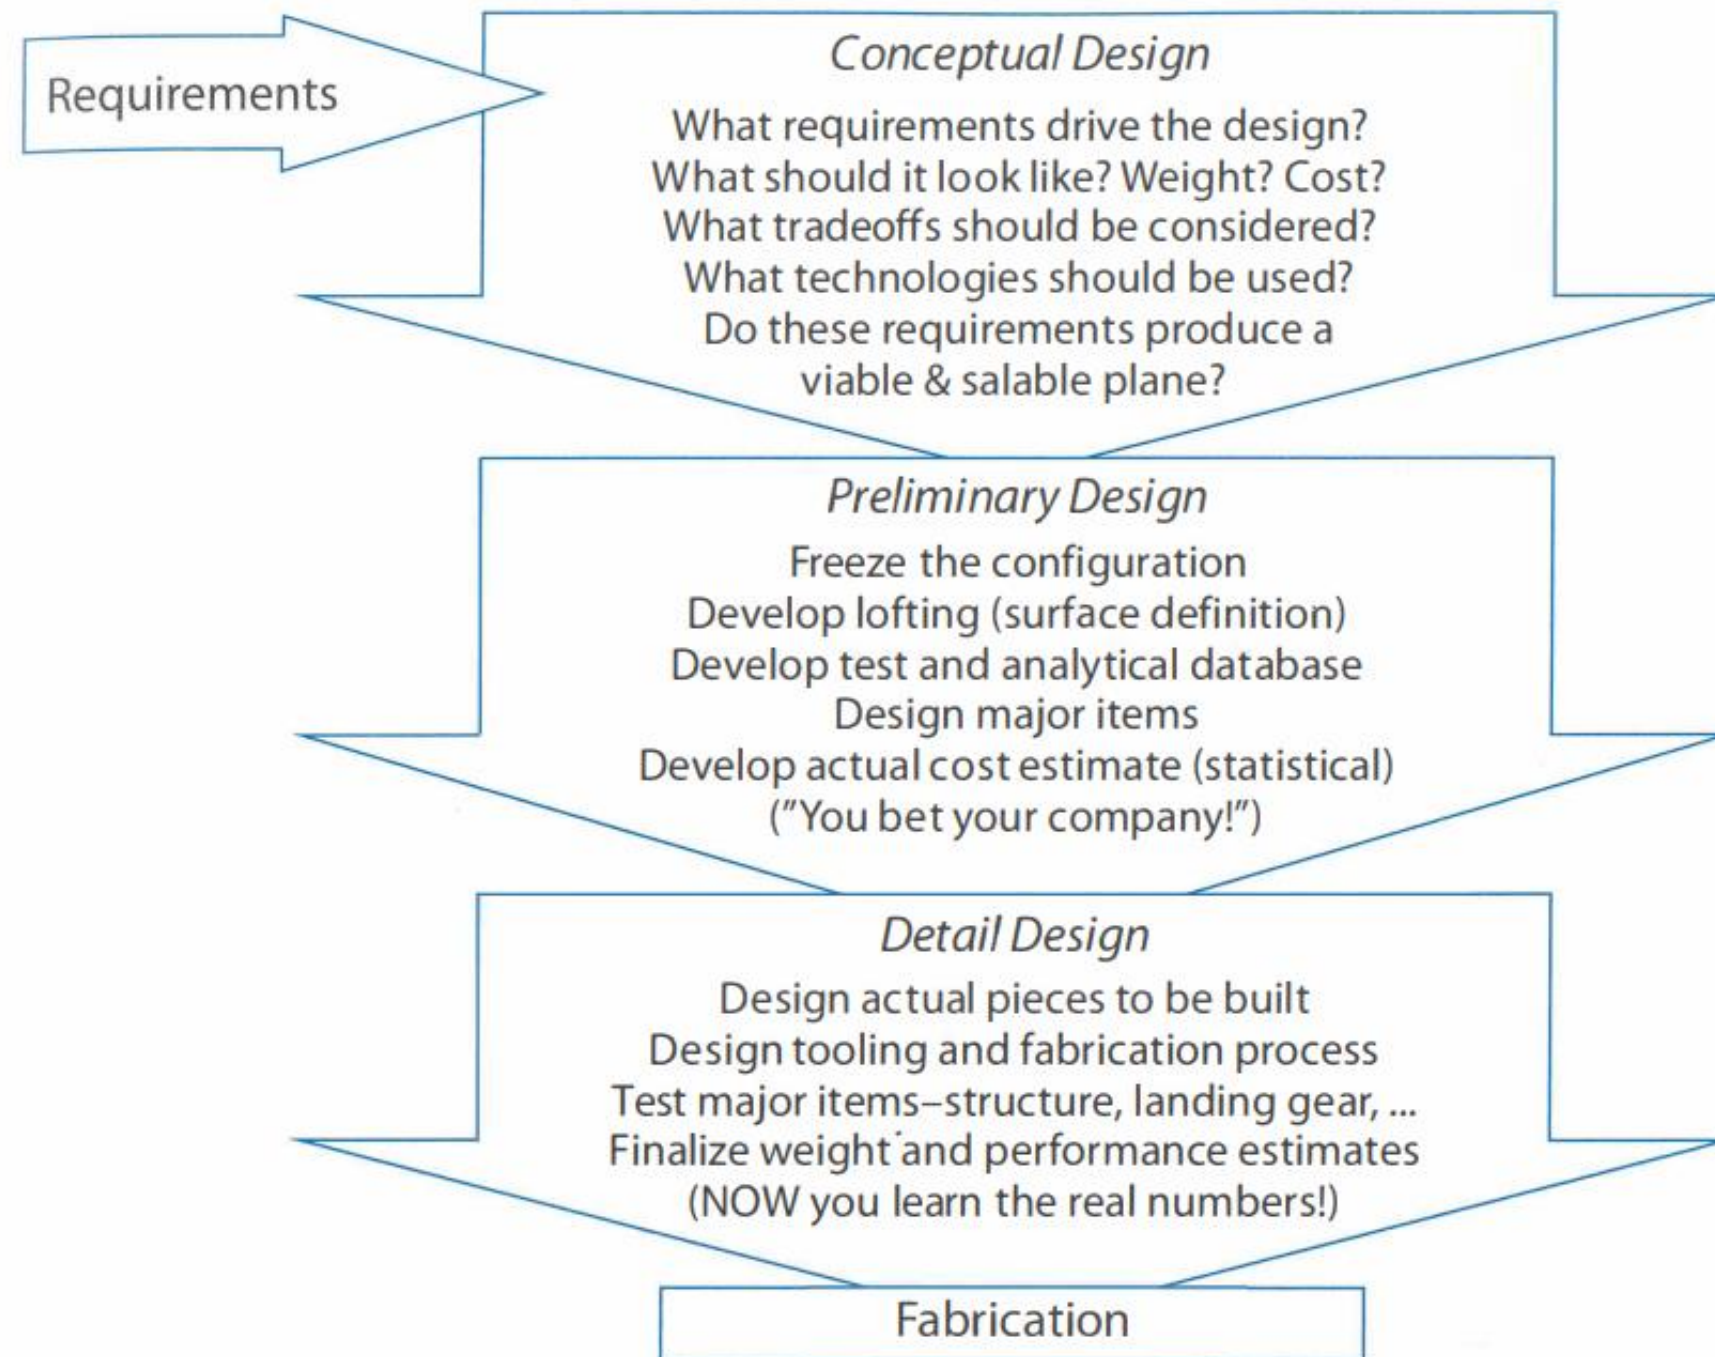 Requirements
Conceptual Design
What requirements drive the design?
What should it look like? Weight? Cost?
What tradeoffs should be considered?
What technologies should be used?
Do these requirements produce a
viable & salable plane?
Preliminary Design
Freeze the configuration
Develop lofting (surface definition)
Develop test and analytical database
Design major items
Develop actual cost estimate (statistical)
("You bet your company!")
Detail Design
Design actual pieces to be built
Design tooling and fabrication process
Test major items–structure, landing gear, ...
Finalize weight and performance estimates
(NOW you learn the real numbers!)
Fabrication